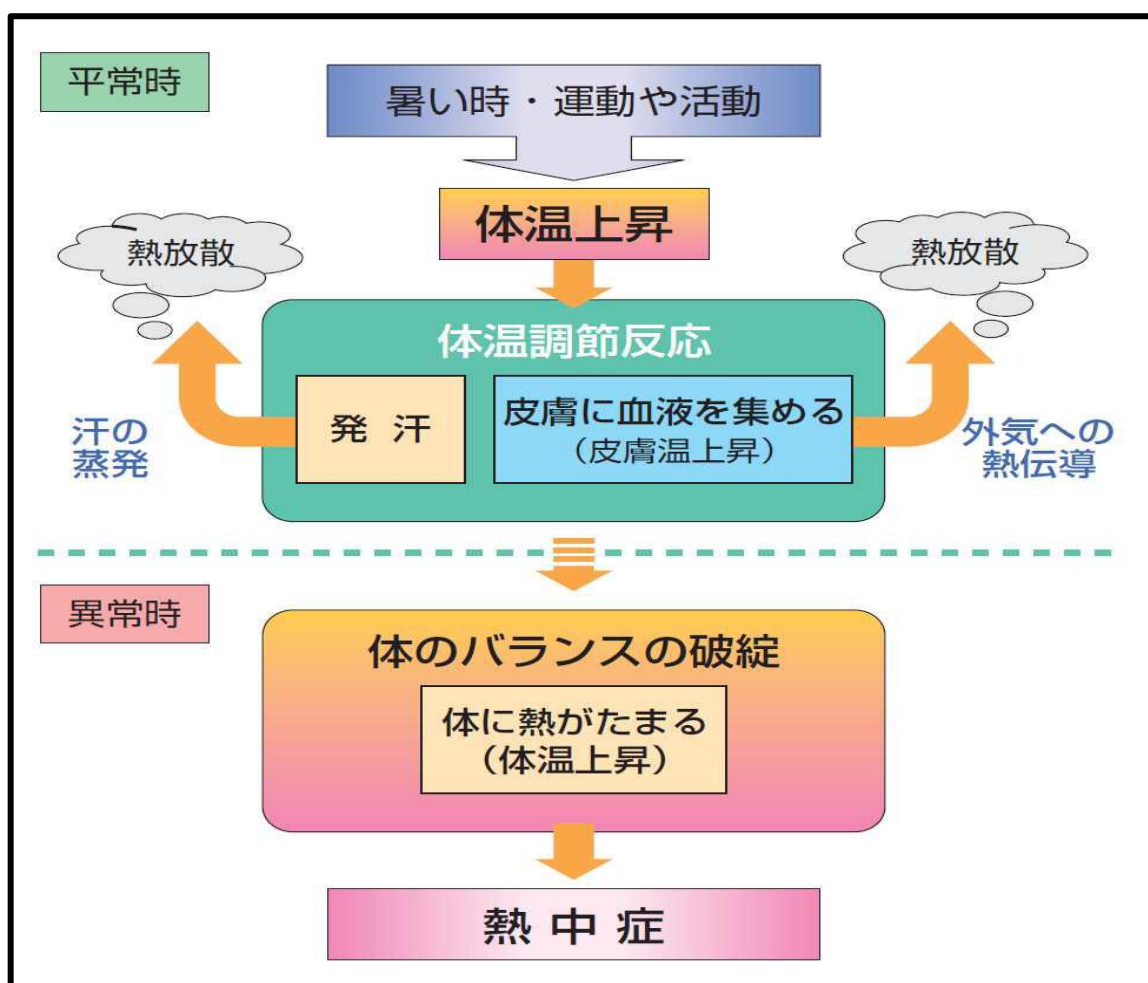 平常時
暑い時・運動や活動
体温上昇
熱放散
熱放散
体温調節反応
発 汗
皮膚に血液を集める
（皮膚温上昇）
汗の
蒸発
外気への
熱伝導
異常時
体のバランスの破綻
体に熱がたまる
（体温上昇）
熱 中 症